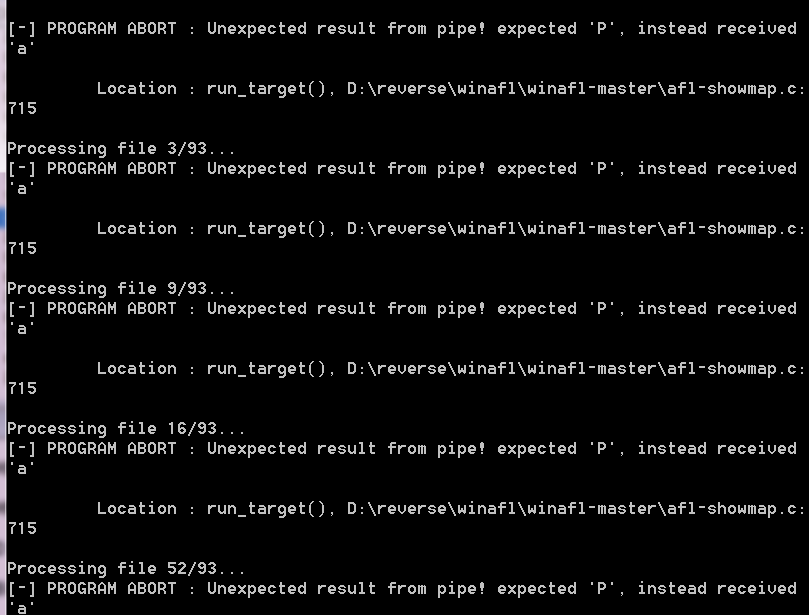 [-] PROGRAM ABORT : Unexpected result from pipe! expected 'P', instead received
'a'
Location : run_target(), D:\reverse\winafl\winafl-master\afl-showmap.c:
715
Processing file 3/93...
[-] PROGRAM ABORT : Unexpected result from pipe! expected 'P', instead received
'a'
Location : run_target(), D:\reverse\winafl\winafl-master\afl-showmap.c:
715
Processing file 9/93...
[-] PROGRAM ABORT : Unexpected result from pipe! expected 'P', instead received
'a'
Location : run_target(), D:\reverse\winafl\winafl-master\afl-showmap.c:
715
Processing file 16/93...
[-] PROGRAM ABORT : Unexpected result from pipe! expected 'P', instead received
'a'
Location : run_target(), D:\reverse\winafl\winafl-master\afl-showmap.c:
715
Processing file 52/93...
[-] PROGRAM ABORT : Unexpected result from pipe! expected 'P', instead received
'a'